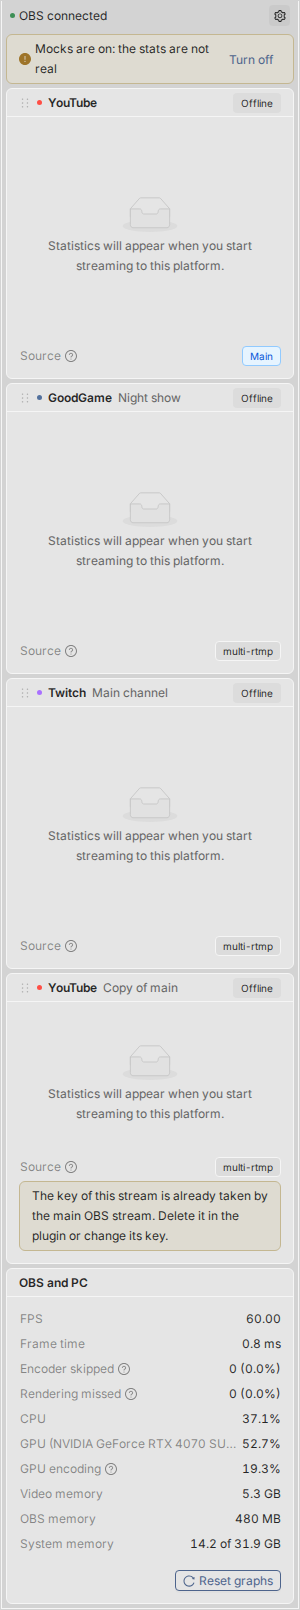 OBS connected
Mocks are on: the stats are not
real
Turn off
YouTube Offline
Statistics will appear when you start
streaming to this platform.
Source Main
GoodGame Night show Offline
Statistics will appear when you start
streaming to this platform.
Source multi-rtmp
Twitch Main channel Offline
Statistics will appear when you start
streaming to this platform.
Source multi-rtmp
YouTube Copy of main Offline
Statistics will appear when you start
streaming to this platform.
Source multi-rtmp
The key of this stream is already taken by
the main OBS stream. Delete it in the
plugin or change its key.
OBS and PC
FPS 60.00
Frame time 0.8 ms
Encoder skipped 0 (0.0%)
Rendering missed 0 (0.0%)
CPU 37.1%
GPU (NVIDIA GeForce RTX 4070 SU... 52.7%
GPU encoding 19.3%
Video memory 5.3 GB
OBS memory 480 MB
System memory 14.2 of 31.9 GB
Reset graphs